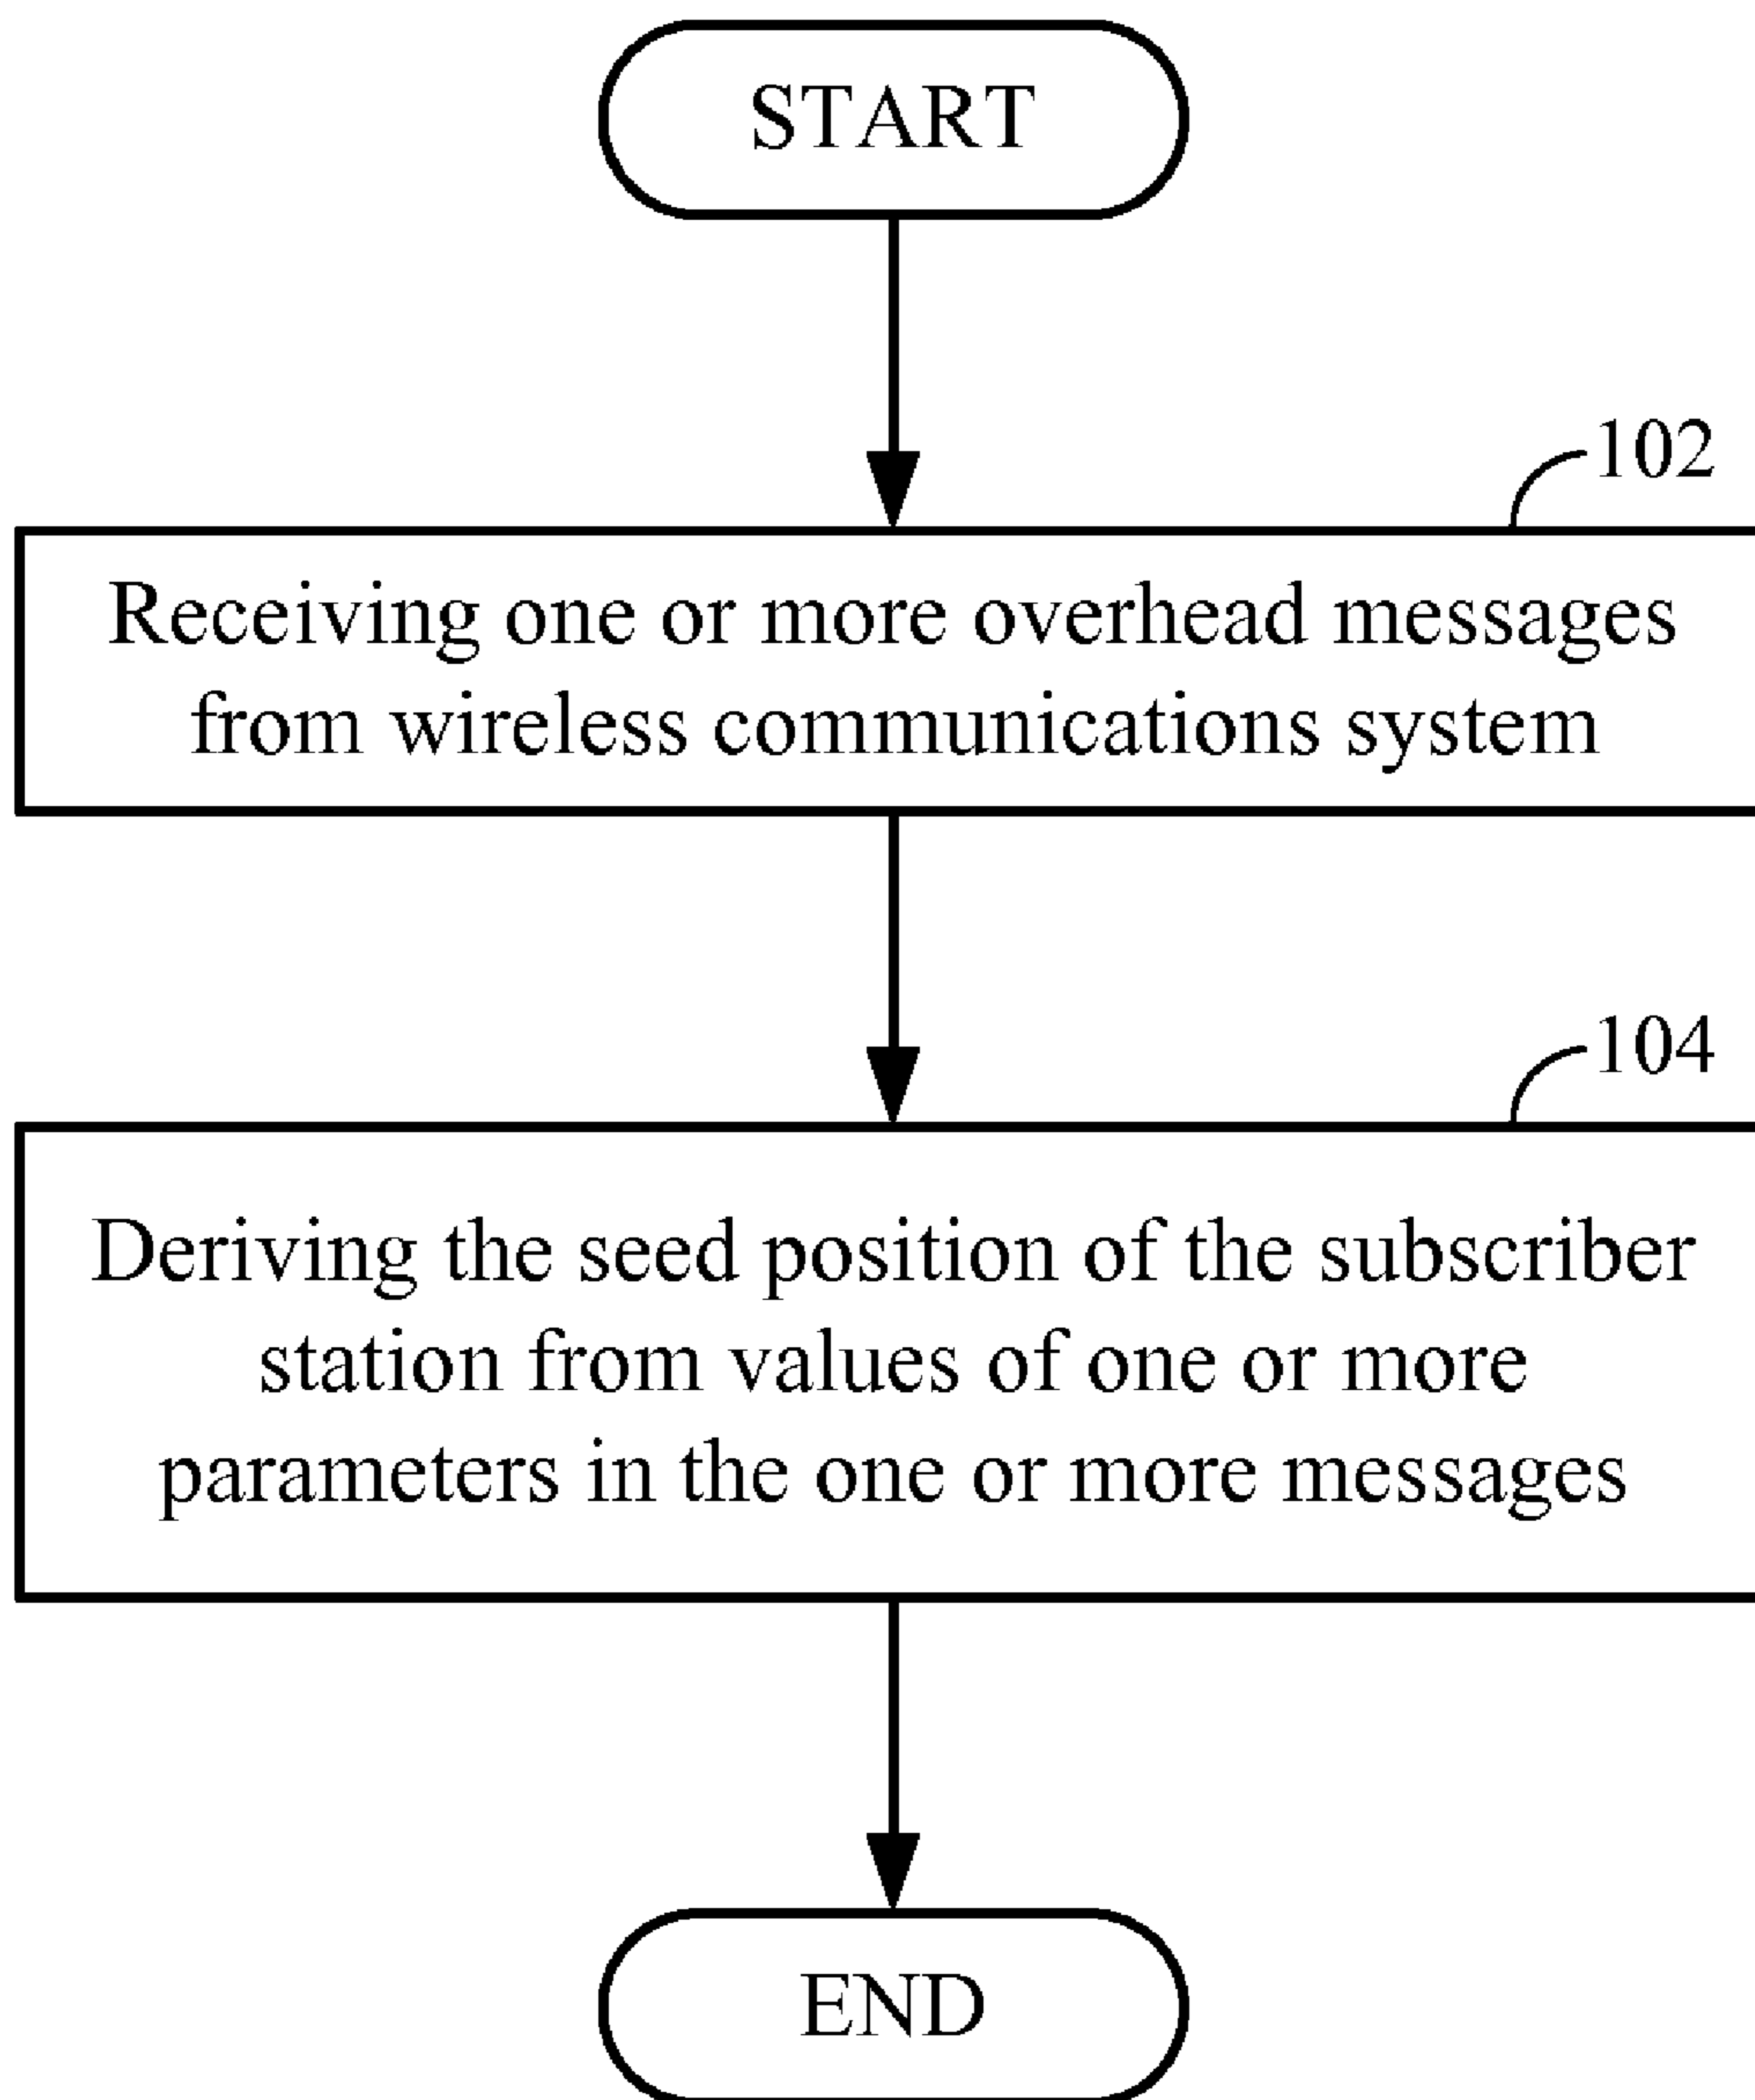 START
102
Receiving one or more overhead messages
from wireless communications system
104
Deriving the seed position of the subscriber
station from values of one or more
parameters in the one or more messages
END